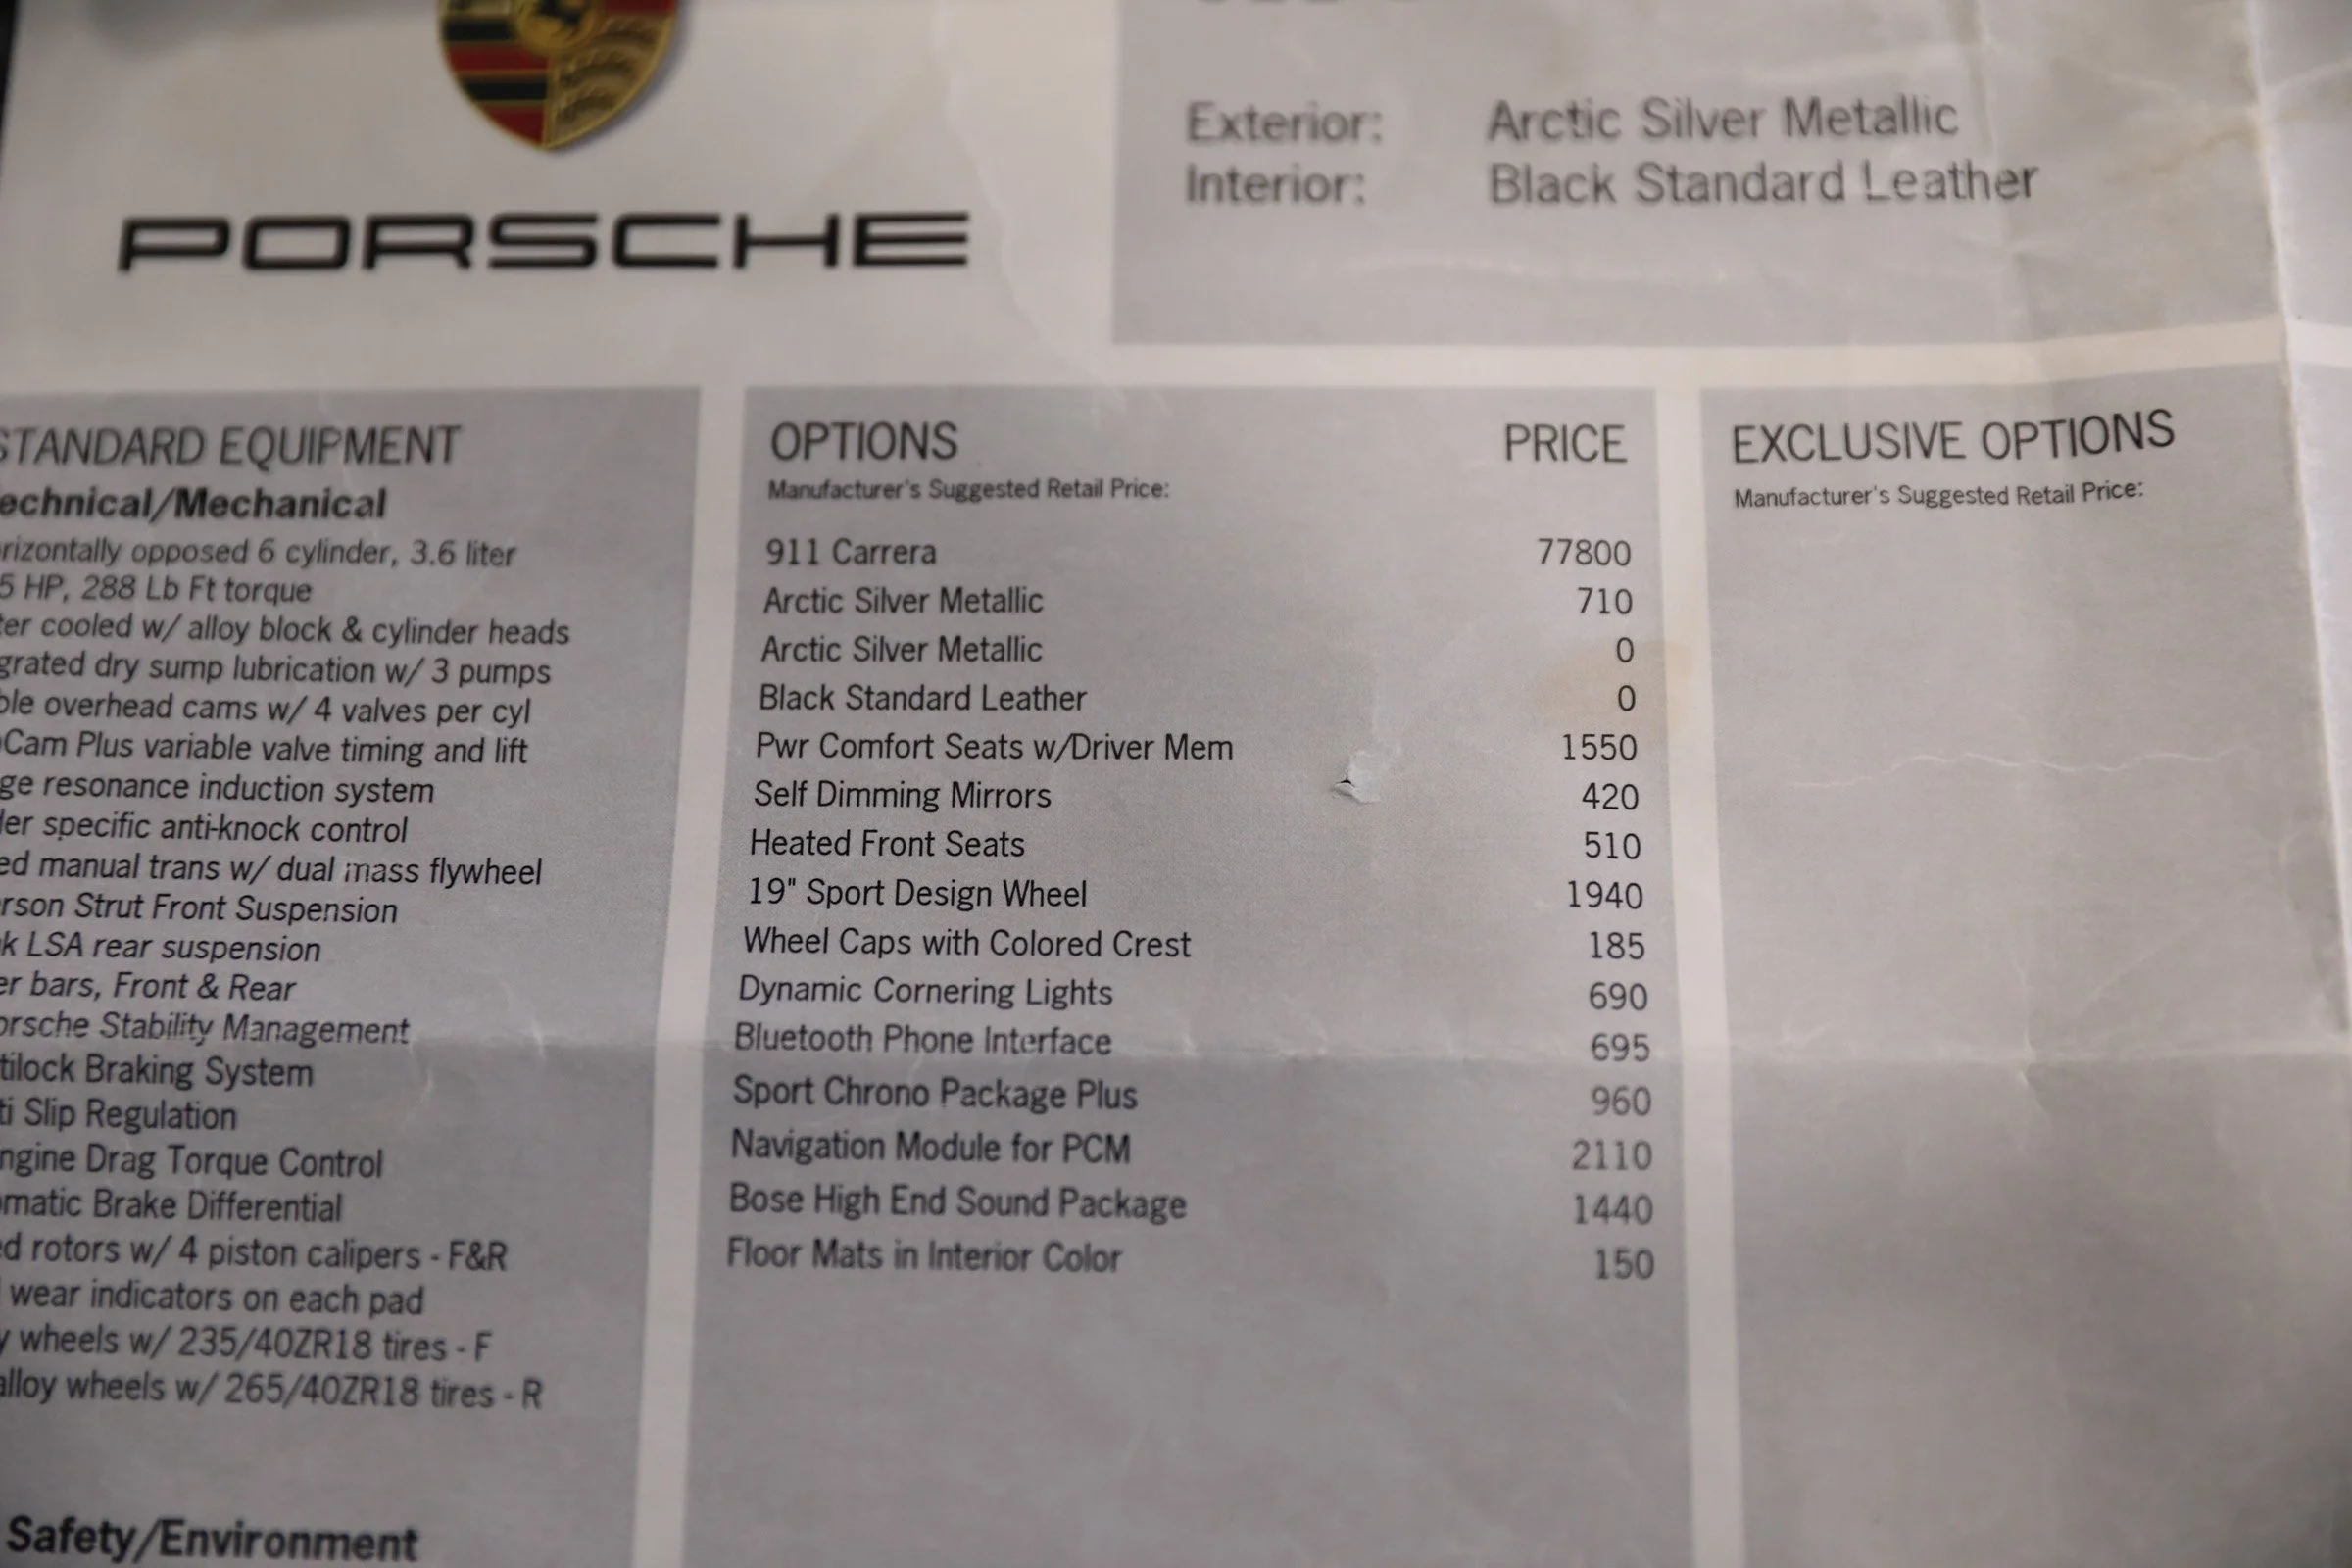 PORSCHE
Exterior: Arctic Silver Metallic
Interior: Black Standard Leather
STANDARD EQUIPMENT
echnical/Mechanical
rizontally opposed 6 cylinder, 3.6 liter
5 HP, 288 Lb Ft torque
er cooled w/ alloy block & cylinder heads
grated dry sump lubrication w/ 3 pumps
ble overhead cams w/ 4 valves per cyl
Cam Plus variable valve timing and lift
ge resonance induction system
er specific anti-knock control
ed manual trans w/ dual mass flywheel
rson Strut Front Suspension
k LSA rear suspension
er bars, Front & Rear
orsche Stability Management
tilock Braking System
ti Slip Regulation
ngine Drag Torque Control
omatic Brake Differential
ed rotors w/ 4 piston calipers - F&R
wear indicators on each pad
y wheels w/ 235/40ZR18 tires - F
alloy wheels w/ 265/40ZR18 tires - R
Safety/Environment
OPTIONS PRICE
Manufacturer's Suggested Retail Price:
911 Carrera 77800
Arctic Silver Metallic 710
Arctic Silver Metallic 0
Black Standard Leather 0
Pwr Comfort Seats w/Driver Mem 1550
Self Dimming Mirrors 420
Heated Front Seats 510
19" Sport Design Wheel 1940
Wheel Caps with Colored Crest 185
Dynamic Cornering Lights 690
Bluetooth Phone Interface 695
Sport Chrono Package Plus 960
Navigation Module for PCM 2110
Bose High End Sound Package 1440
Floor Mats in Interior Color 150
EXCLUSIVE OPTIONS
Manufacturer's Suggested Retail Price: